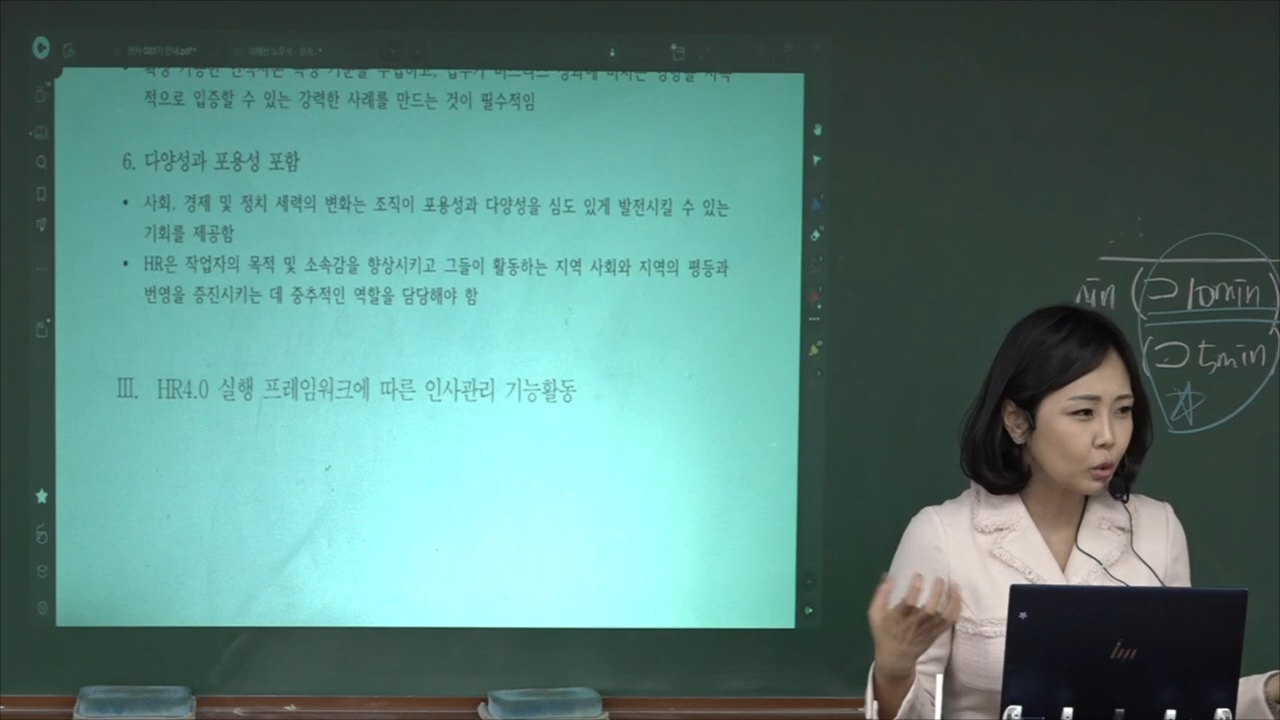 적으로 입증할 수 있는 강력한 사례를 만드는 것이 필수적임
6. 다양성과 포용성 포함
• 사회, 경제 및 정치 세력의 변화는 조직이 포용성과 다양성을 심도 있게 발전시킬 수 있는
기회를 제공함
• HR은 작업자의 목적 및 소속감을 향상시키고 그들이 활동하는 지역 사회와 지역의 평등과
번영을 증진시키는 데 중추적인 역할을 담당해야 함
III. HR4.0 실행 프레임워크에 따른 인사관리 기능활동
min (⊃ 10min)
(⊃ 5min)
hp